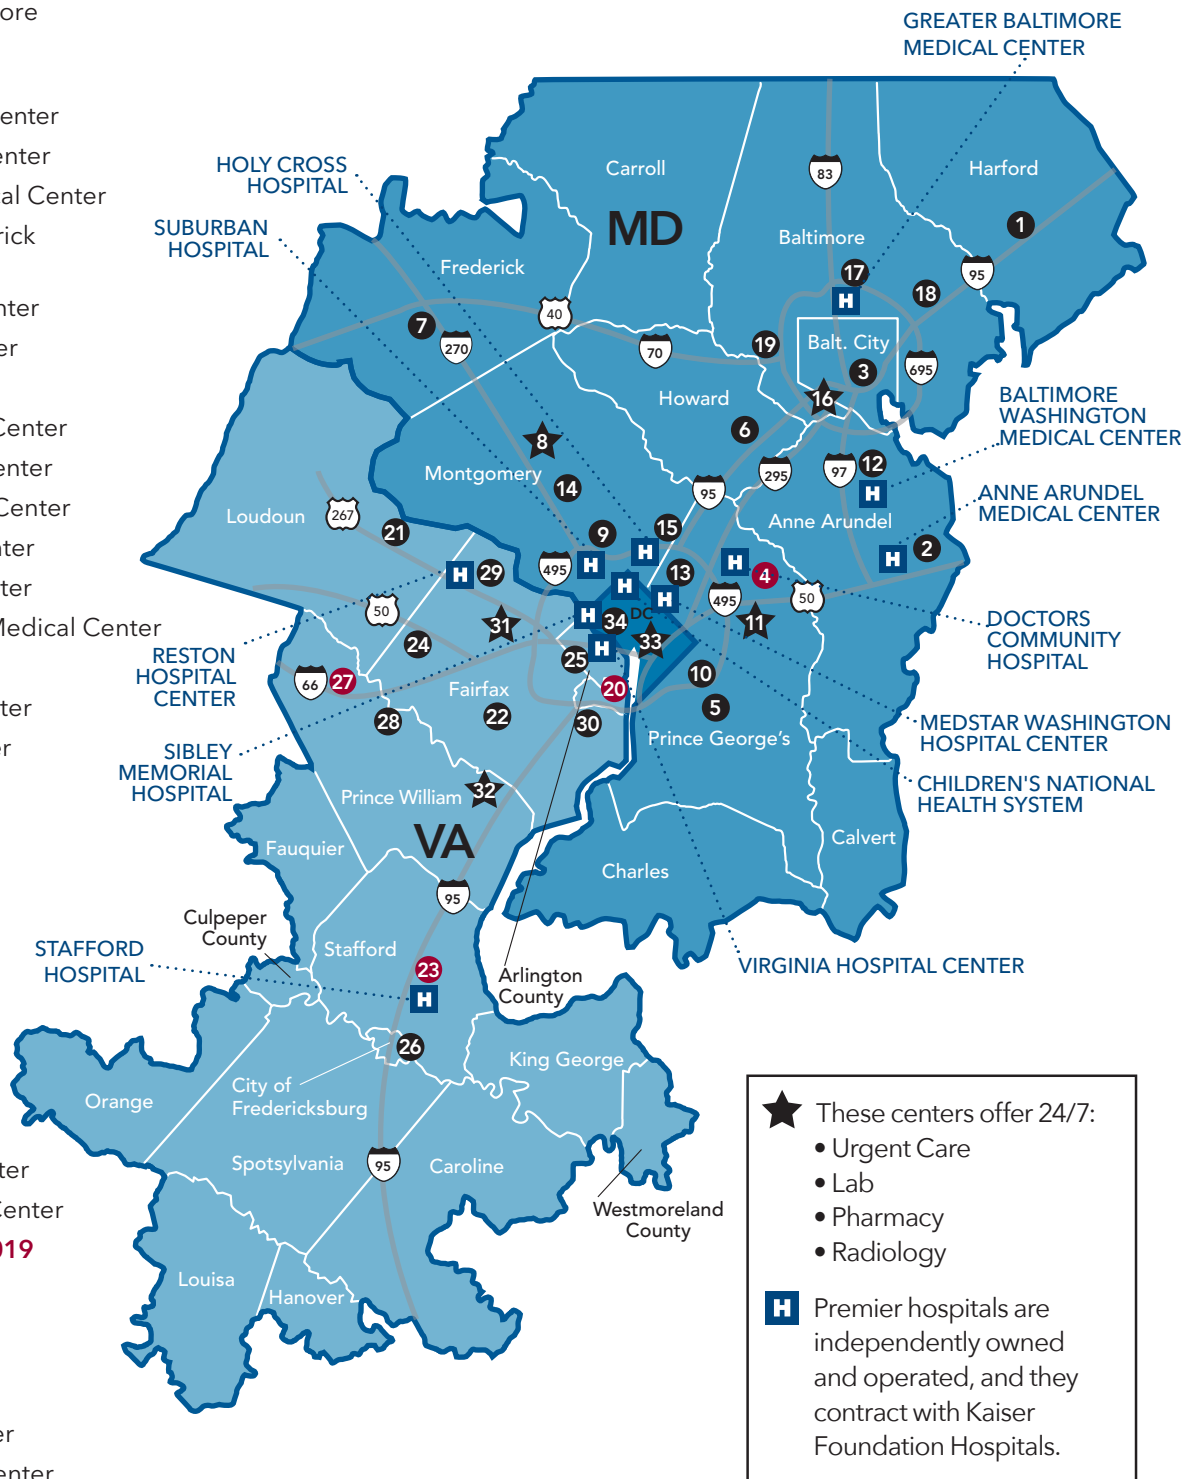 ore
enter
enter
cal Center
rick
nter
er
Center
enter
Center
nter
ter
Medical Center
ter
er
ter
Center
019
er
enter
GREATER BALTIMORE
MEDICAL CENTER
HOLY CROSS
HOSPITAL
SUBURBAN
HOSPITAL
Carroll
83
Harford
MD
1
Baltimore
Frederick
17
95
H
18
40
7
270
70
19
Balt. City
3
695
16
Howard
BALTIMORE
WASHINGTON
MEDICAL CENTER
6
8
Montgomery
14
295
97
12
H
95
ANNE ARUNDEL
MEDICAL CENTER
Loudoun
267
21
9
15
Anne Arundel
H
2
H
29
495
H
H
13
H
4
50
H
H
495
50
H
34
DC
31
33
11
DOCTORS
COMMUNITY
HOSPITAL
24
25
H
RESTON
HOSPITAL
CENTER
66
27
Fairfax
20
10
28
22
30
5
Prince George's
MEDSTAR WASHINGTON
HOSPITAL CENTER
SIBLEY
MEMORIAL
HOSPITAL
Prince William
32
CHILDREN'S NATIONAL
HEALTH SYSTEM
VA
Fauquier
Calvert
Charles
95
Culpeper
County
STAFFORD
HOSPITAL
Stafford
23
H
Arlington
County
VIRGINIA HOSPITAL CENTER
26
King George
City of
Fredericksburg
Orange
Spotsylvania
95
Caroline
Westmoreland
County
Louisa
Hanover
These centers offer 24/7:
• Urgent Care
• Lab
• Pharmacy
• Radiology
H Premier hospitals are
independently owned
and operated, and they
contract with Kaiser
Foundation Hospitals.